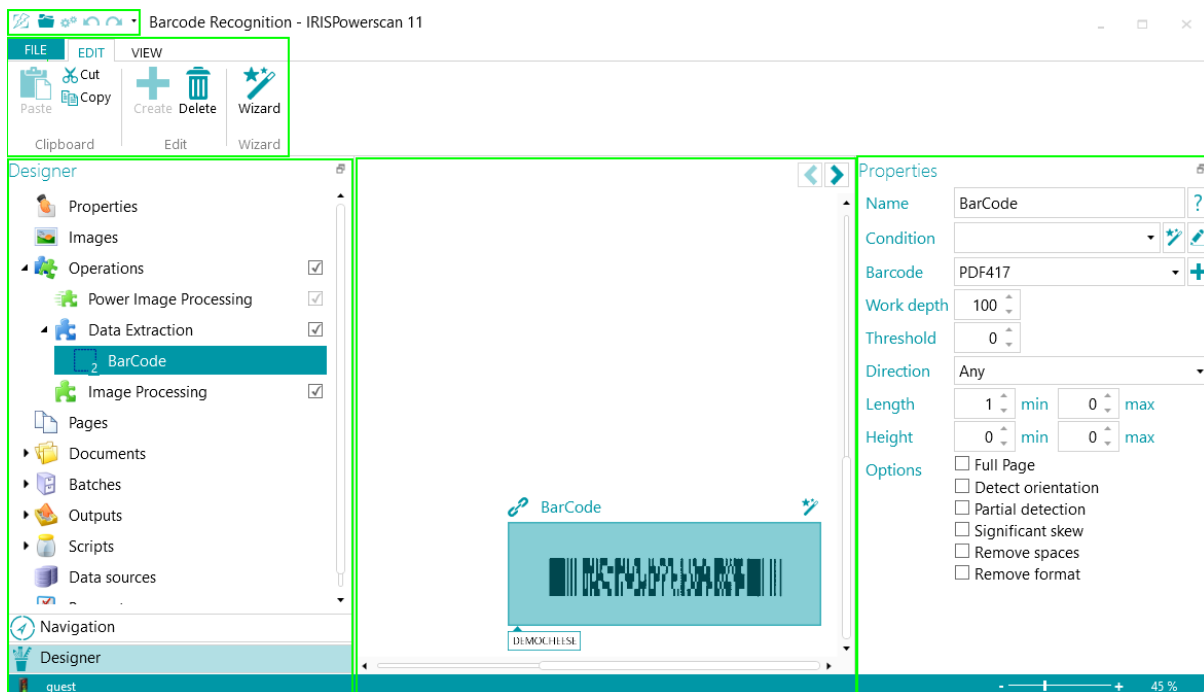 Barcode Recognition - IRISPowerscan 11
FILE EDIT VIEW
Paste
Cut
Copy
Create Delete
Wizard
Clipboard Edit Wizard
Designer
Properties
Images
Operations
Power Image Processing
Data Extraction
2 BarCode
Image Processing
Pages
Documents
Batches
Outputs
Scripts
Data sources
Navigation
Designer
guest
BarCode
DEMOCHEESE
Properties
Name BarCode ?
Condition
Barcode PDF417
Work depth 100
Threshold 0
Direction Any
Length 1 min 0 max
Height 0 min 0 max
Options Full Page
Detect orientation
Partial detection
Significant skew
Remove spaces
Remove format
- + 45 %